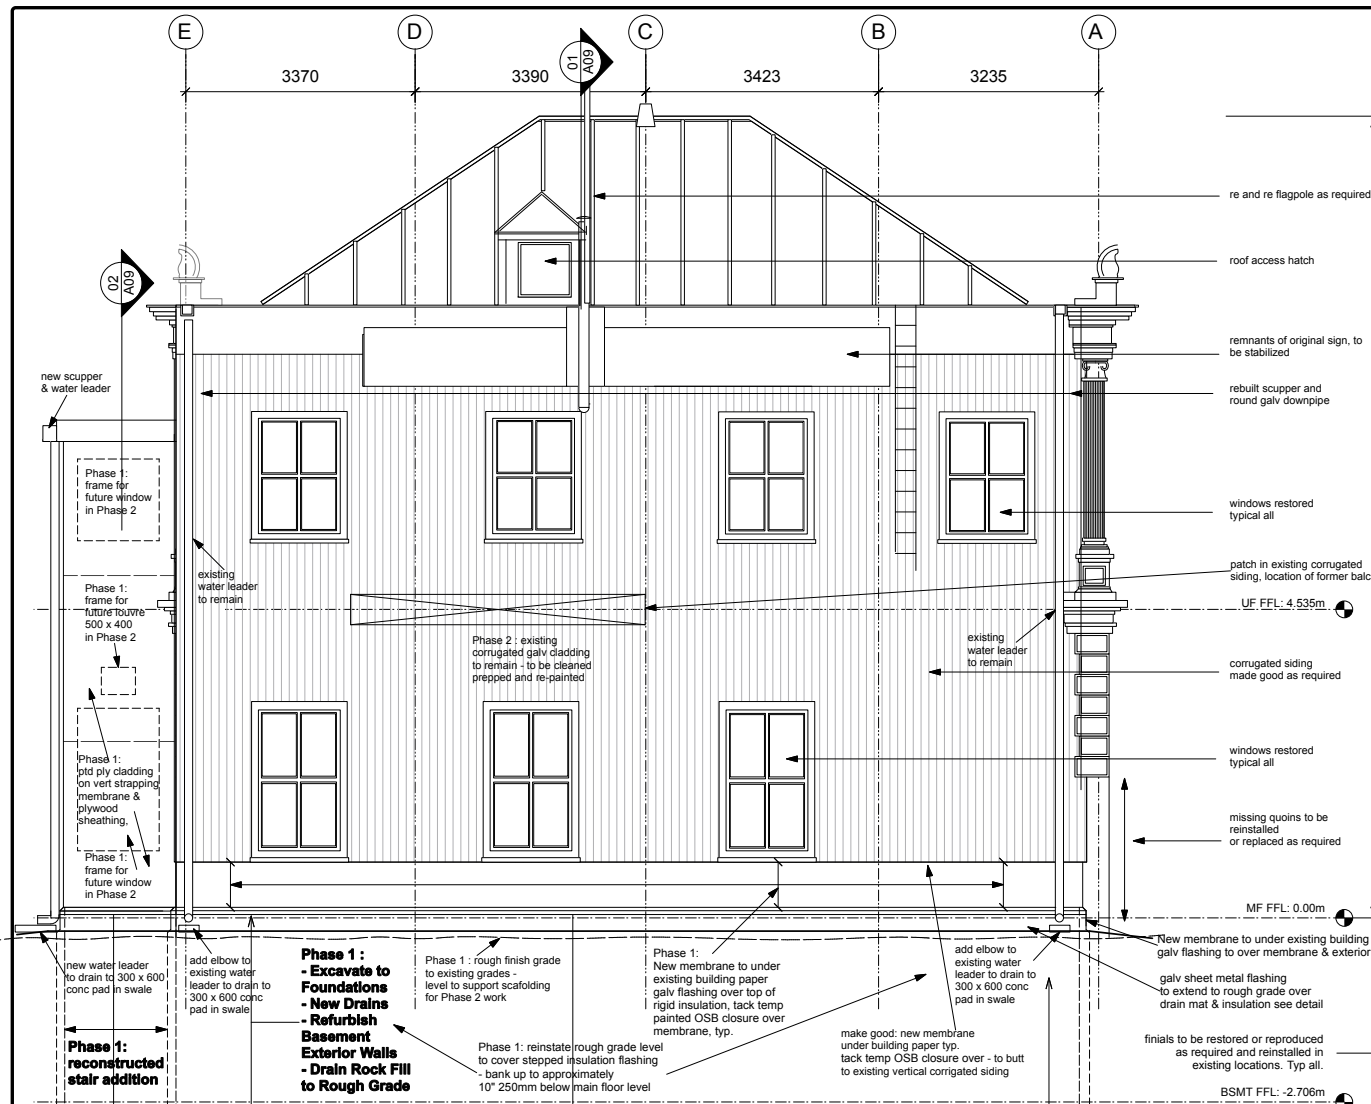 E
D
C
B
A
3370
3390
3423
3235
01
A09
02
A09
re and re flagpole as required
roof access hatch
remnants of original sign, to
be stabilized
rebuilt scupper and
round galv downpipe
new scupper
& water leader
Phase 1:
frame for
future window
in Phase 2
windows restored
typical all
existing
water leader
to remain
Phase 1:
frame for
future louvre
500 x 400
in Phase 2
patch in existing corrugated
siding, location of former balc
UF FFL: 4.535m
Phase 2 : existing
corrugated galv cladding
to remain - to be cleaned
prepped and re-painted
existing
water leader
to remain
corrugated siding
made good as required
Phase 1:
ptd ply cladding
on vert strapping
membrane &
plywood
sheathing,
windows restored
typical all
missing quoins to be
reinstalled
or replaced as required
Phase 1:
frame for
future window
in Phase 2
MF FFL: 0.00m
new water leader
to drain to 300 x 600
conc pad in swale
add elbow to
existing water
leader to drain to
300 x 600 conc
pad in swale
Phase 1 :
- Excavate to
Foundations
- New Drains
- Refurbish
Basement
Exterior Walls
- Drain Rock Fill
to Rough Grade
Phase 1 : rough finish grade
to existing grades -
level to support scafolding
for Phase 2 work
Phase 1:
New membrane to under
existing building paper
galv flashing over top of
rigid insulation, tack temp
painted OSB closure over
membrane, typ.
add elbow to
existing water
leader to drain to
300 x 600 conc
pad in swale
New membrane to under existing building
galv flashing to over membrane & exterior
galv sheet metal flashing
to extend to rough grade over
drain mat & insulation see detail
Phase 1:
reconstructed
stair addition
Phase 1: reinstate rough grade level
to cover stepped insulation flashing
- bank up to approximately
10" 250mm below main floor level
make good: new membrane
under building paper typ.
tack temp OSB closure over - to butt
to existing vertical corrigated siding
finials to be restored or reproduced
as required and reinstalled in
existing locations. Typ all.
BSMT FFL: -2.706m